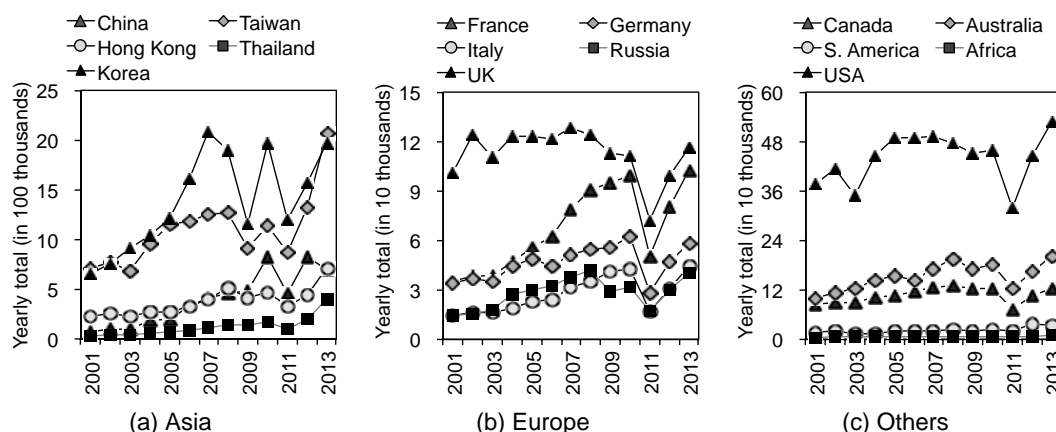 China Taiwan
Hong Kong Thailand
Korea
Yearly total (in 100 thousands)
25
20
15
10
5
0
2001 2003 2005 2007 2009 2011 2013
(a) Asia
France Germany
Italy Russia
UK
Yearly total (in 10 thousands)
15
12
9
6
3
0
2001 2003 2005 2007 2009 2011 2013
(b) Europe
Canada Australia
S. America Africa
USA
Yearly total (in 10 thousands)
60
48
36
24
12
0
2001 2003 2005 2007 2009 2011 2013
(c) Others